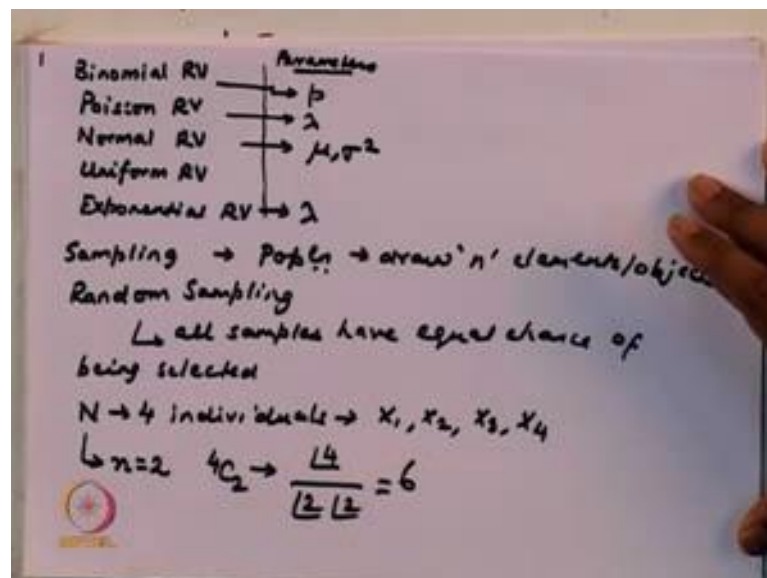 1
Parameters
Binomial RV → p
Poisson RV → λ
Normal RV → μ, σ²
Uniform RV
Exponential RV → λ
Sampling → Popln → draw 'n' elements/objec
Random Sampling
↳ all samples have equal chance of
being selected
N → 4 individuals → x₁, x₂, x₃, x₄
↳ n=2 ⁴C₂ → |4 / |2 |2 = 6